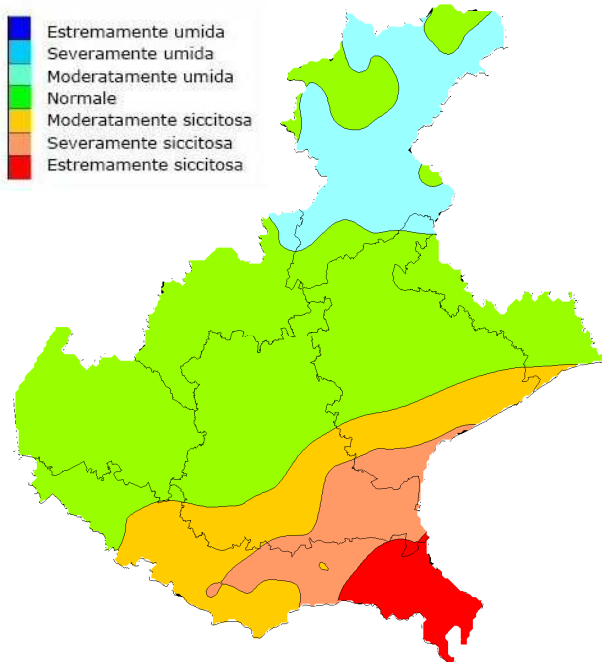 Estremamente umida
Severamente umida
Moderatamente umida
Normale
Moderatamente siccitosa
Severamente siccitosa
Estremamente siccitosa